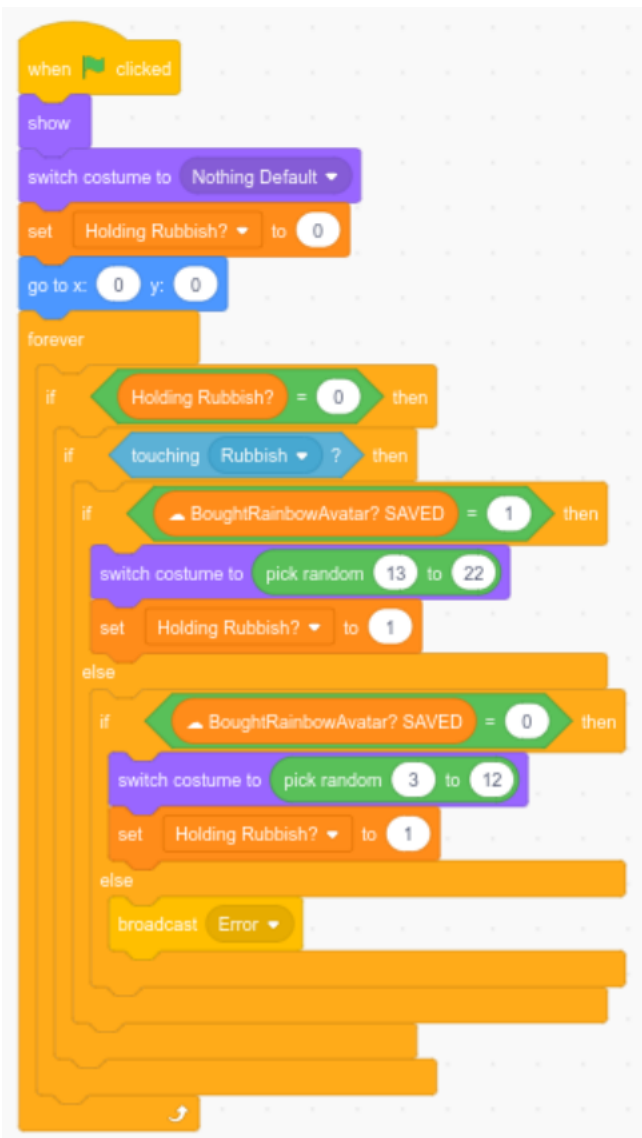 when clicked
show
switch costume to Nothing Default
set Holding Rubbish? to 0
go to x: 0 y: 0
forever
if Holding Rubbish? = 0 then
if touching Rubbish ? then
if BoughtRainbowAvatar? SAVED = 1 then
switch costume to pick random 13 to 22
set Holding Rubbish? to 1
else
if BoughtRainbowAvatar? SAVED = 0 then
switch costume to pick random 3 to 12
set Holding Rubbish? to 1
else
broadcast Error